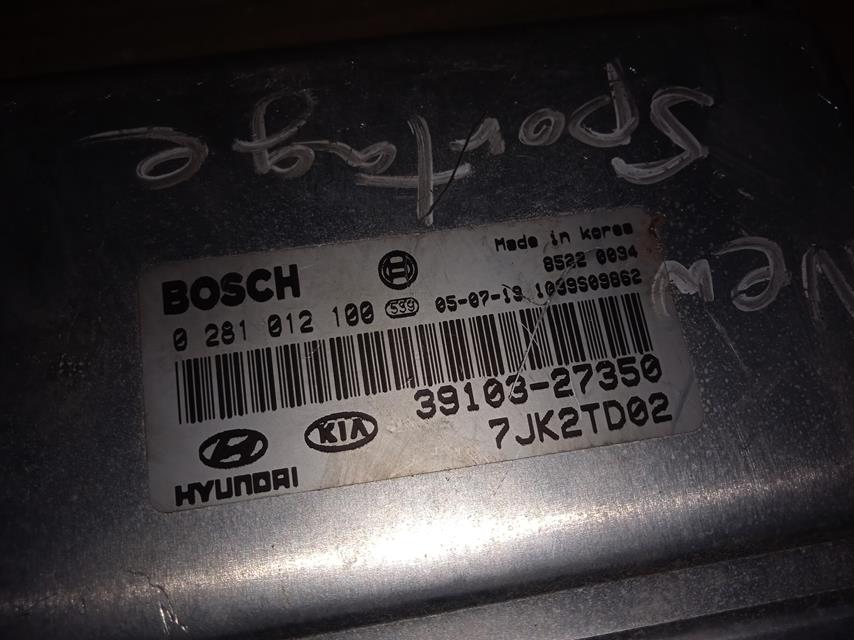 New
Sportage
Made in korea
8522 0094
BOSCH
05-07-19 1039S09862
0 281 012 100 539
39103-27350
7JK2TD02
HYUNDAI
KIA